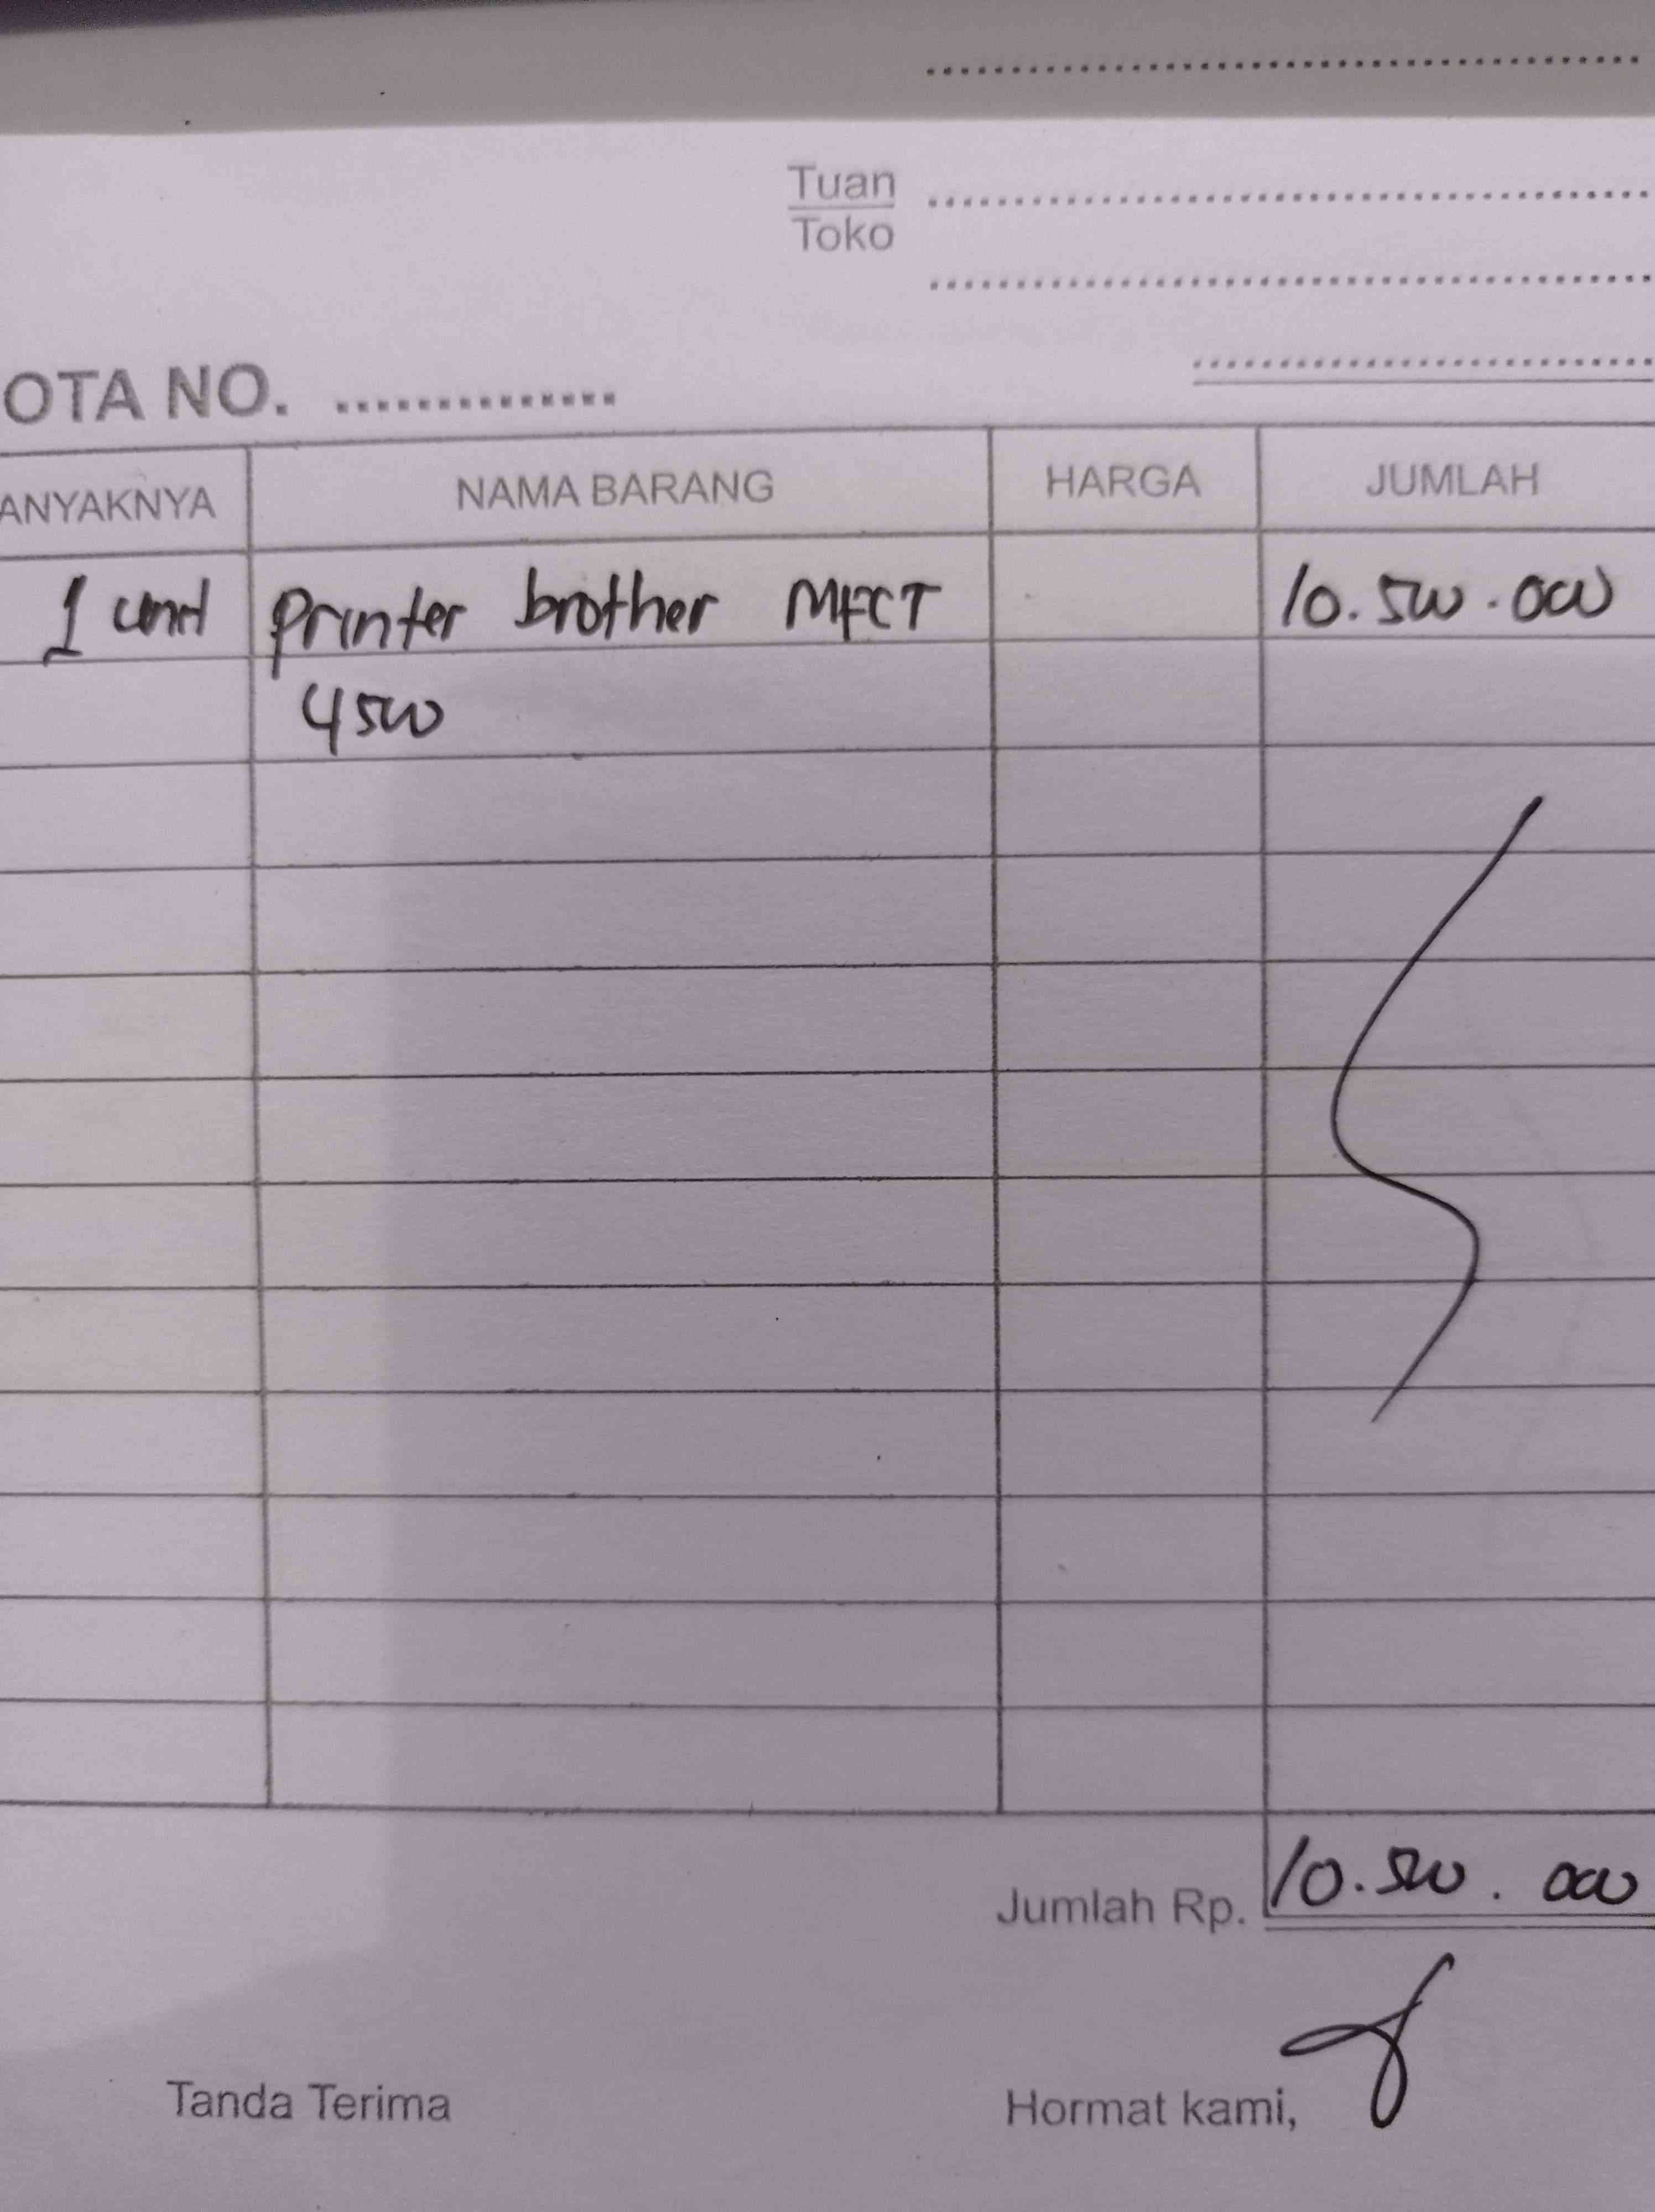 Tuan
Toko
OTA NO.
ANYAKNYA NAMA BARANG HARGA JUMLAH
1 unit Printer brother MFCT 10.500.000
4500
Jumlah Rp. 10.500.000
Tanda Terima Hormat kami,